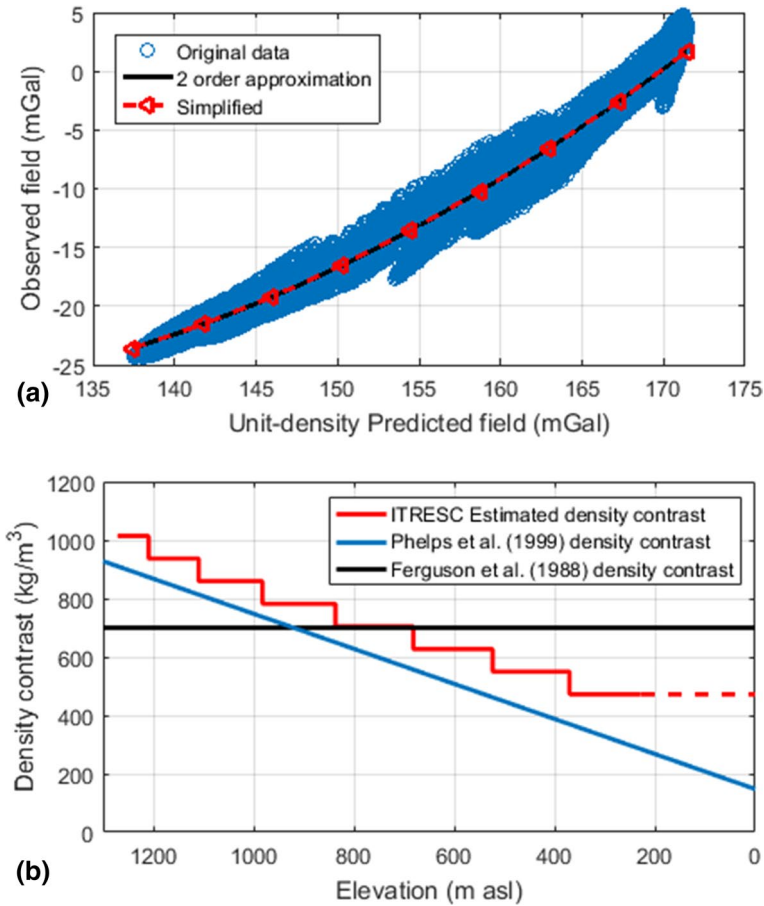 5
0
-5
-10
-15
-20
-25
Observed field (mGal)
Original data
2 order approximation
Simplified
135 140 145 150 155 160 165 170 175
Unit-density Predicted field (mGal)
(a)
1200
1000
800
600
400
200
0
Density contrast (kg/m³)
ITRESC Estimated density contrast
Phelps et al. (1999) density contrast
Ferguson et al. (1988) density contrast
1200 1000 800 600 400 200 0
Elevation (m asl)
(b)